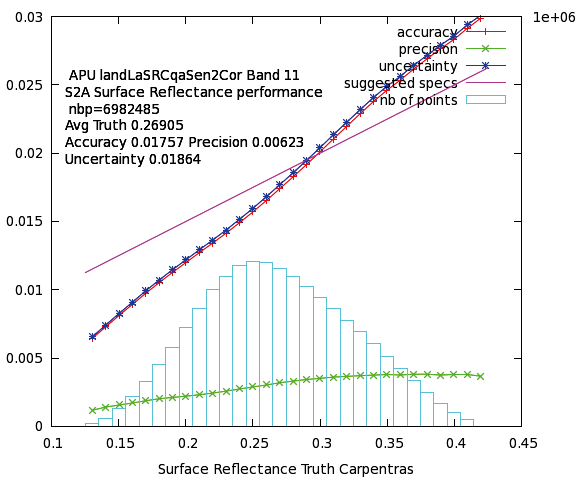 0.03
1e+06
accuracy
precision
uncertainty
suggested specs
nb of points
APU landLaSRCqaSen2Cor Band 11
S2A Surface Reflectance performance
nbp=6982485
Avg Truth 0.26905
Accuracy 0.01757 Precision 0.00623
Uncertainty 0.01864
0.025
0.02
0.015
0.01
0.005
0
0.1 0.15 0.2 0.25 0.3 0.35 0.4 0.45
Surface Reflectance Truth Carpentras